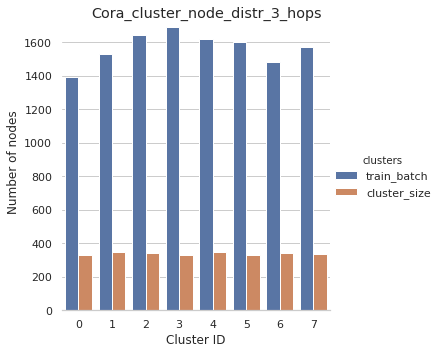 Cora_cluster_node_distr_3_hops
1600
1400
1200
1000
800
600
400
200
0
Number of nodes
0 1 2 3 4 5 6 7
Cluster ID
clusters
train_batch
cluster_size